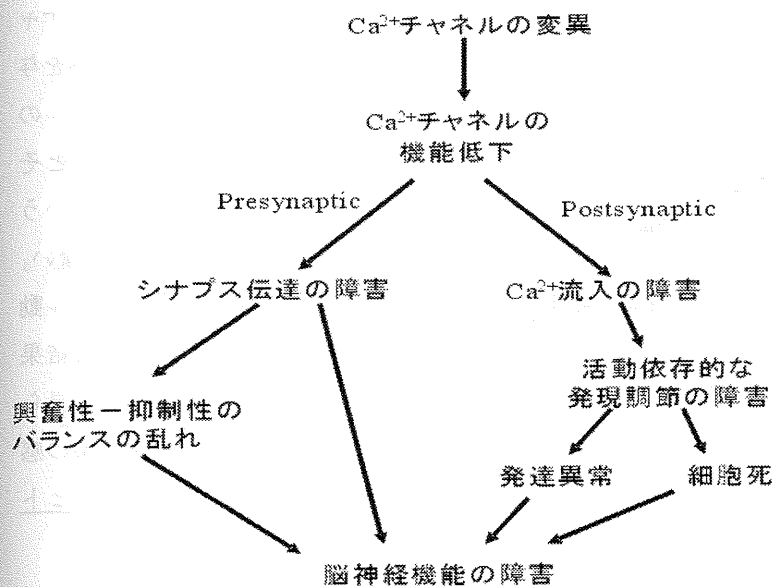 Ca²⁺チャネルの変異
Ca²⁺チャネルの
機能低下
Presynaptic
Postsynaptic
シナプス伝達の障害
Ca²⁺流入の障害
活動依存的な
発現調節の障害
興奮性－抑制性の
バランスの乱れ
発達異常
細胞死
脳神経機能の障害